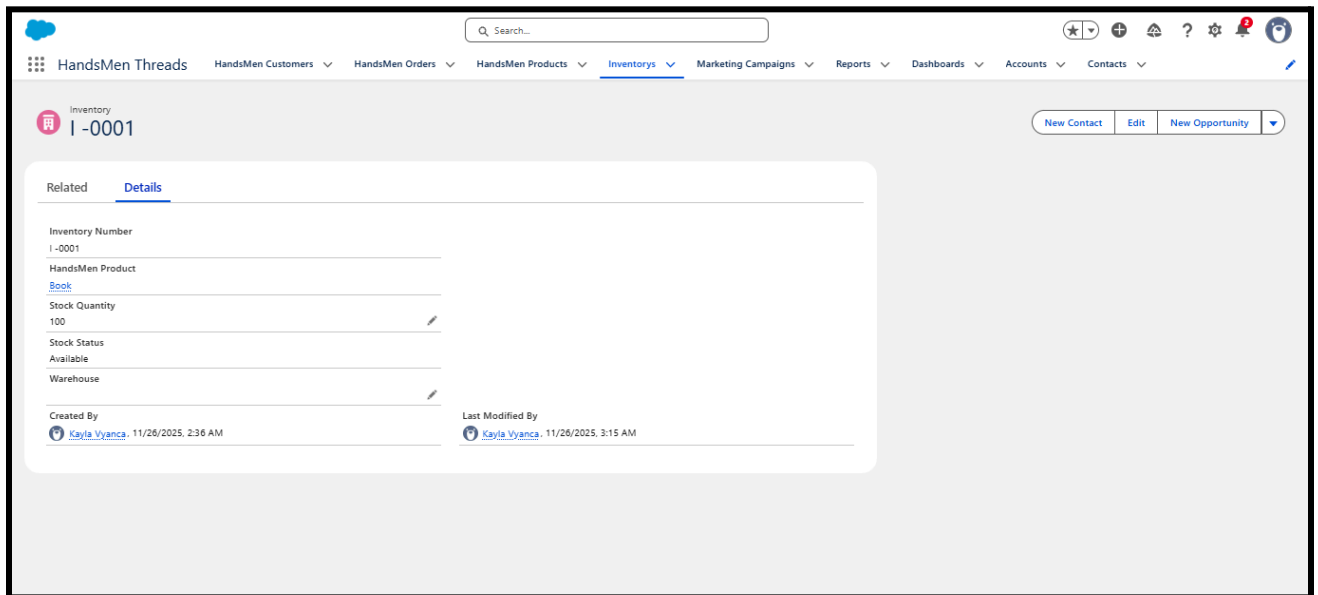 Search...
2
HandsMen Threads HandsMen Customers HandsMen Orders HandsMen Products Inventorys Marketing Campaigns Reports Dashboards Accounts Contacts
Inventory
I -0001
New Contact Edit New Opportunity
Related Details
Inventory Number
I -0001
HandsMen Product
Book
Stock Quantity
100
Stock Status
Available
Warehouse
Created By
Kayla Vyanca, 11/26/2025, 2:36 AM
Last Modified By
Kayla Vyanca, 11/26/2025, 3:15 AM